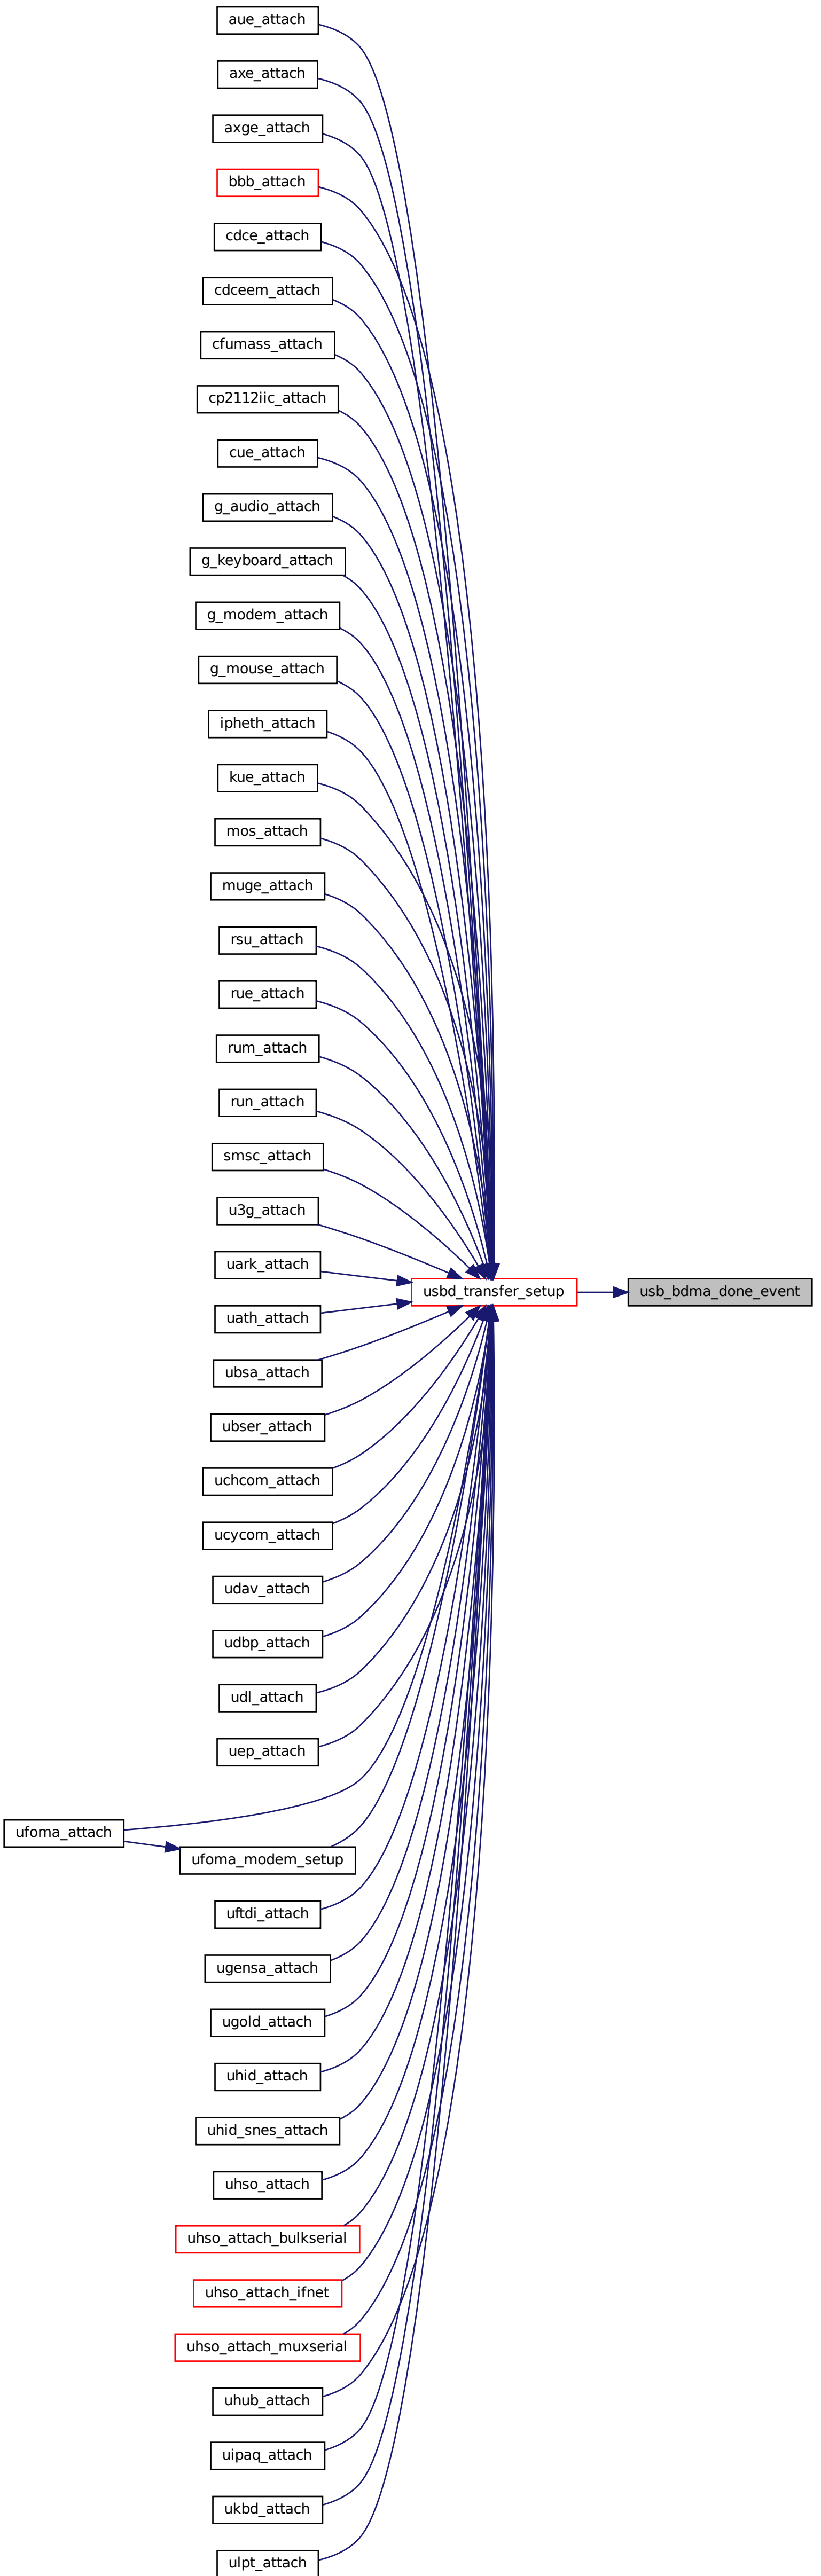 aue_attach
axe_attach
axge_attach
bbb_attach
cdce_attach
cdceem_attach
cfumass_attach
cp2112iic_attach
cue_attach
g_audio_attach
g_keyboard_attach
g_modem_attach
g_mouse_attach
ipheth_attach
kue_attach
mos_attach
muge_attach
rsu_attach
rue_attach
rum_attach
run_attach
smsc_attach
u3g_attach
uark_attach
usbd_transfer_setup
usb_bdma_done_event
uath_attach
ubsa_attach
ubser_attach
uchcom_attach
ucycom_attach
udav_attach
udbp_attach
udl_attach
uep_attach
ufoma_attach
ufoma_modem_setup
uftdi_attach
ugensa_attach
ugold_attach
uhid_attach
uhid_snes_attach
uhso_attach
uhso_attach_bulkserial
uhso_attach_ifnet
uhso_attach_muxserial
uhub_attach
uipaq_attach
ukbd_attach
ulpt_attach